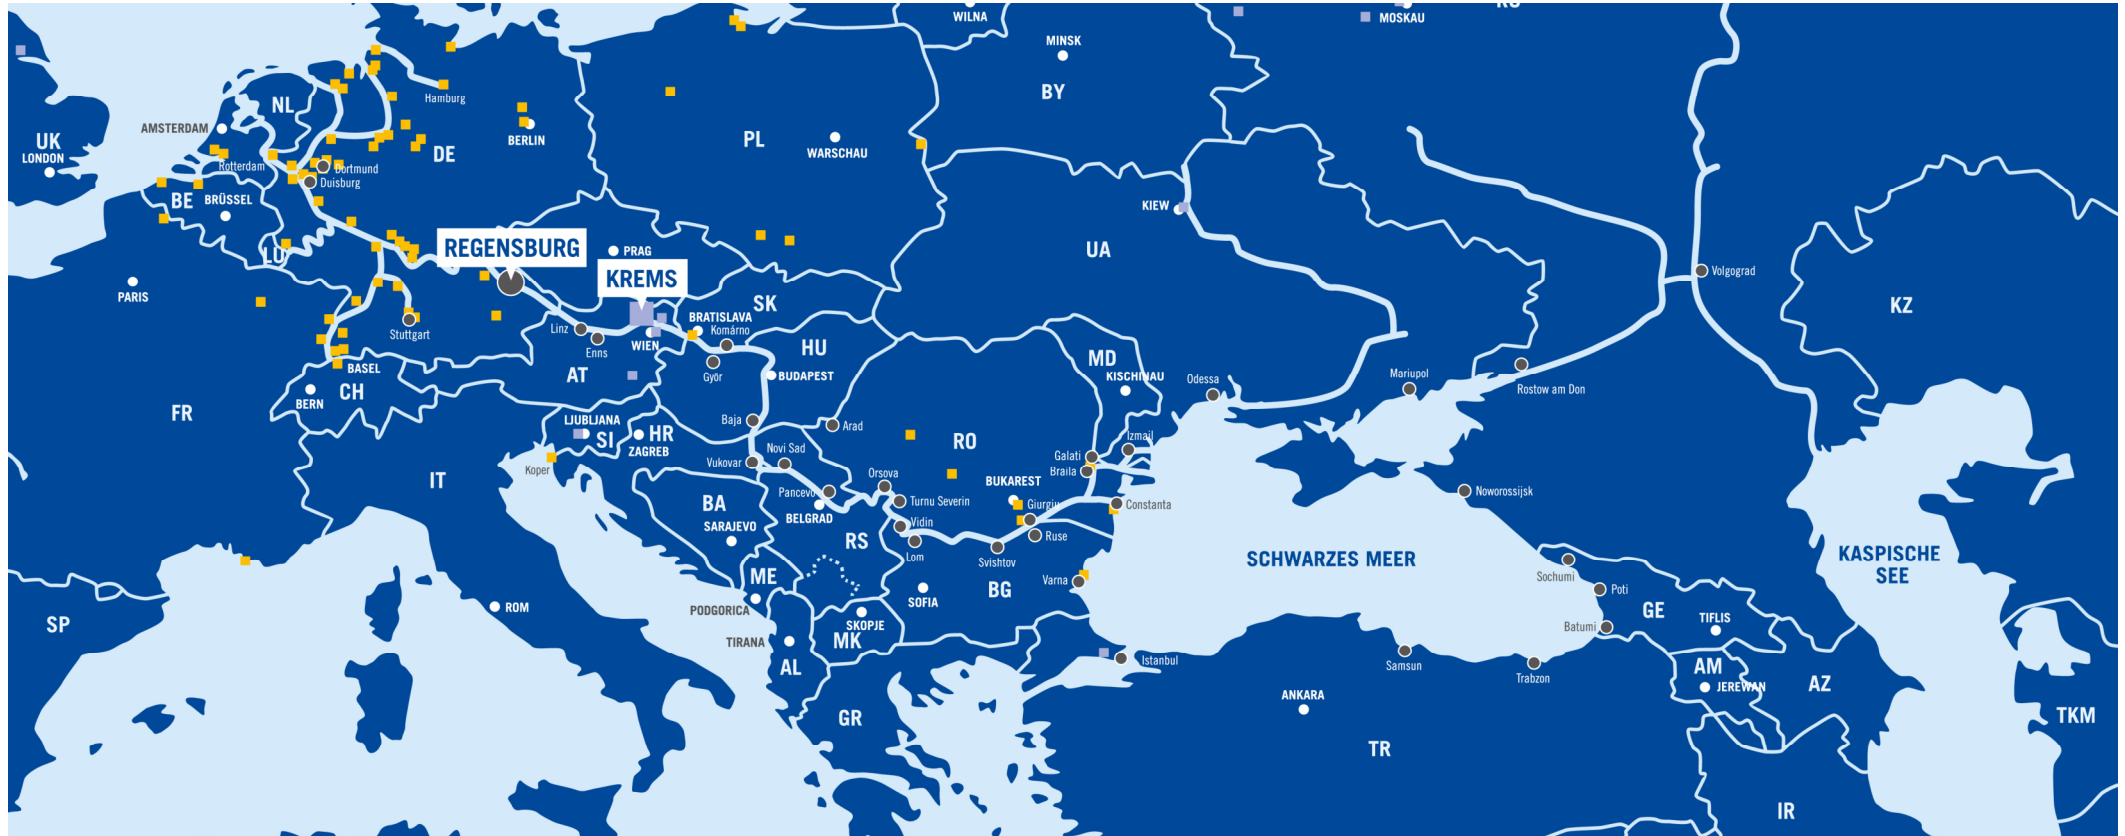 WILNA
MOSKAU
MINSK
BY
Hamburg
NL
AMSTERDAM
BERLIN
PL
WARSCHAU
UK
LONDON
DE
Rotterdam
Dortmund
Duisburg
BE
BRÜSSEL
KIEW
LU
REGENSBURG
PRAG
UA
KREMS
Volgograd
PARIS
SK
KZ
BRATISLAVA
Linz
Komárno
Stuttgart
WIEN
Enns
HU
MD
BASEL
Györ
AT
BUDAPEST
KISCHINAU
Odessa
Mariupol
Rostow am Don
CH
BERN
FR
LJUBLJANA
SI
HR
ZAGREB
Baja
Arad
RO
Izmail
Novi Sad
Vukovar
Galati
Braila
Koper
IT
Orsova
BUKAREST
Pancevo
Turnu Severin
Giurgiu
Constanta
Noworossijsk
BA
BELGRAD
SARAJEVO
Vidin
RS
Ruse
Lom
Svishtov
SCHWARZES MEER
KASPISCHE
SEE
ME
Varna
Sochumi
BG
Poti
PODGORICA
SOFIA
ROM
GE
SP
SKOPJE
TIFLIS
Batumi
TIRANA
MK
AL
Istanbul
Samsun
AM
Trabzon
JEREWAN
AZ
ANKARA
GR
TKM
TR
IR